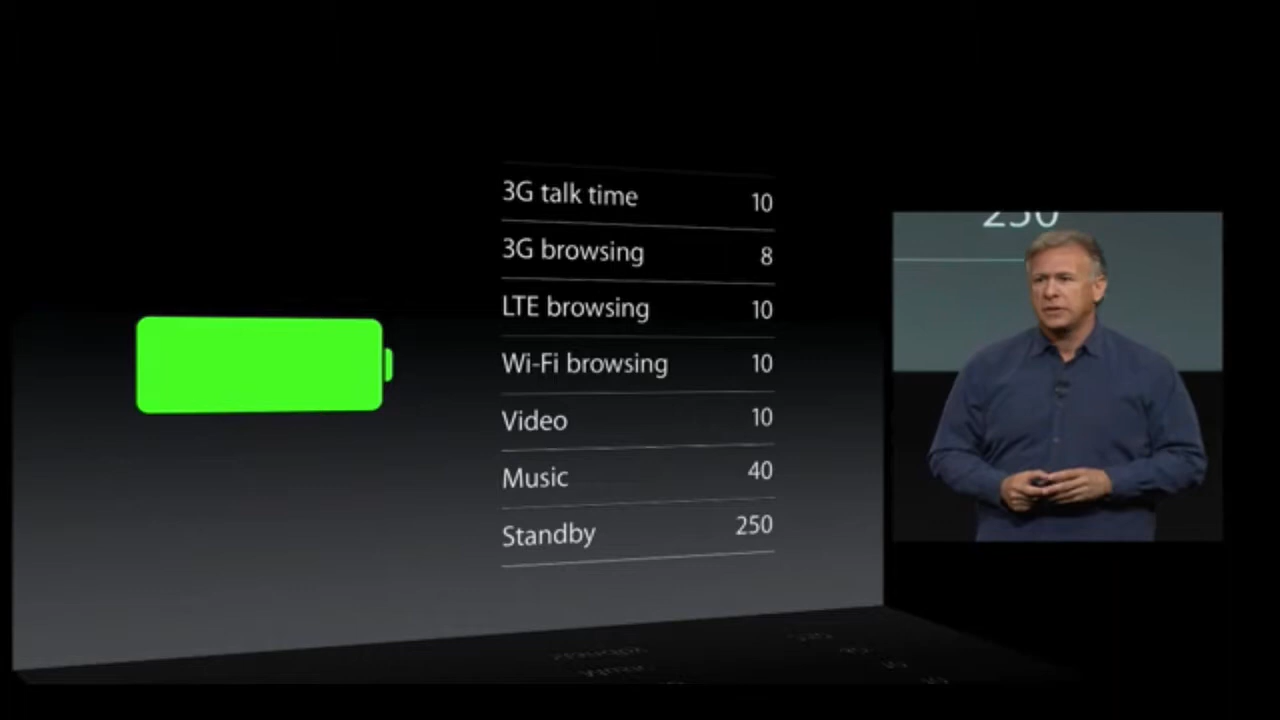 3G talk time 10
3G browsing 8
LTE browsing 10
Wi-Fi browsing 10
Video 10
Music 40
Standby 250
250